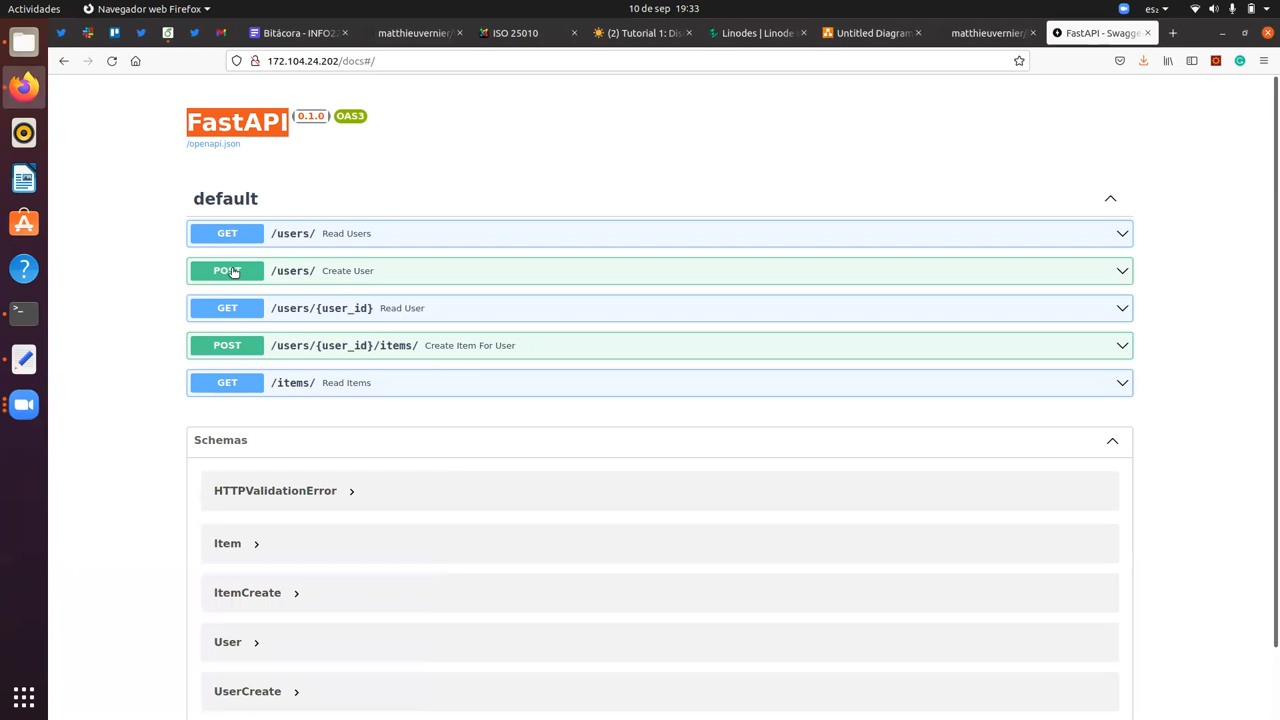 Actividades
Navegador web Firefox
10 de sep 19:33
es₂
Bitácora - INFO2
matthieuvernier/
ISO 25010
(2) Tutorial 1: Dis
Linodes | Linode
Untitled Diagram
matthieuvernier/
FastAPI - Swagge
172.104.24.202/docs#/
FastAPI
0.1.0
OAS3
/openapi.json
default
GET /users/ Read Users
POST /users/ Create User
GET /users/{user_id} Read User
POST /users/{user_id}/items/ Create Item For User
GET /items/ Read Items
Schemas
HTTPValidationError
Item
ItemCreate
User
UserCreate